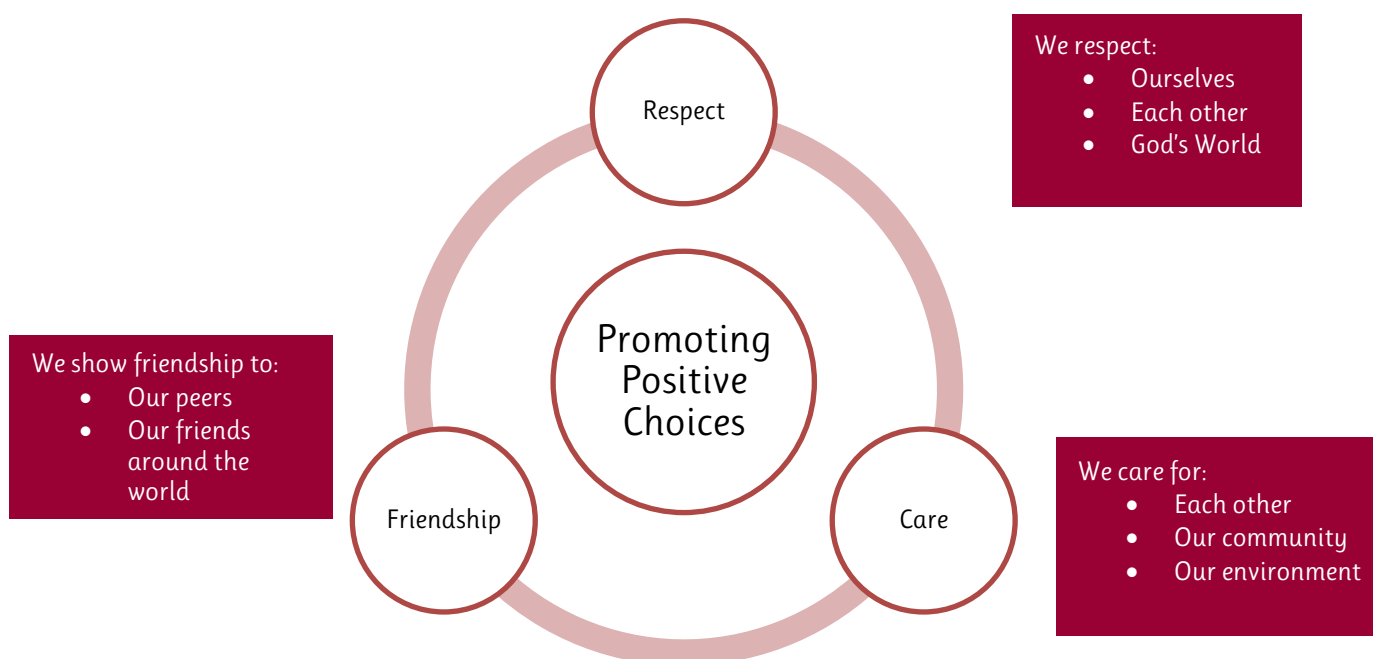 Respect
We respect:
• Ourselves
• Each other
• God's World
Promoting
Positive
Choices
We show friendship to:
• Our peers
• Our friends
around the
world
Friendship
Care
We care for:
• Each other
• Our community
• Our environment